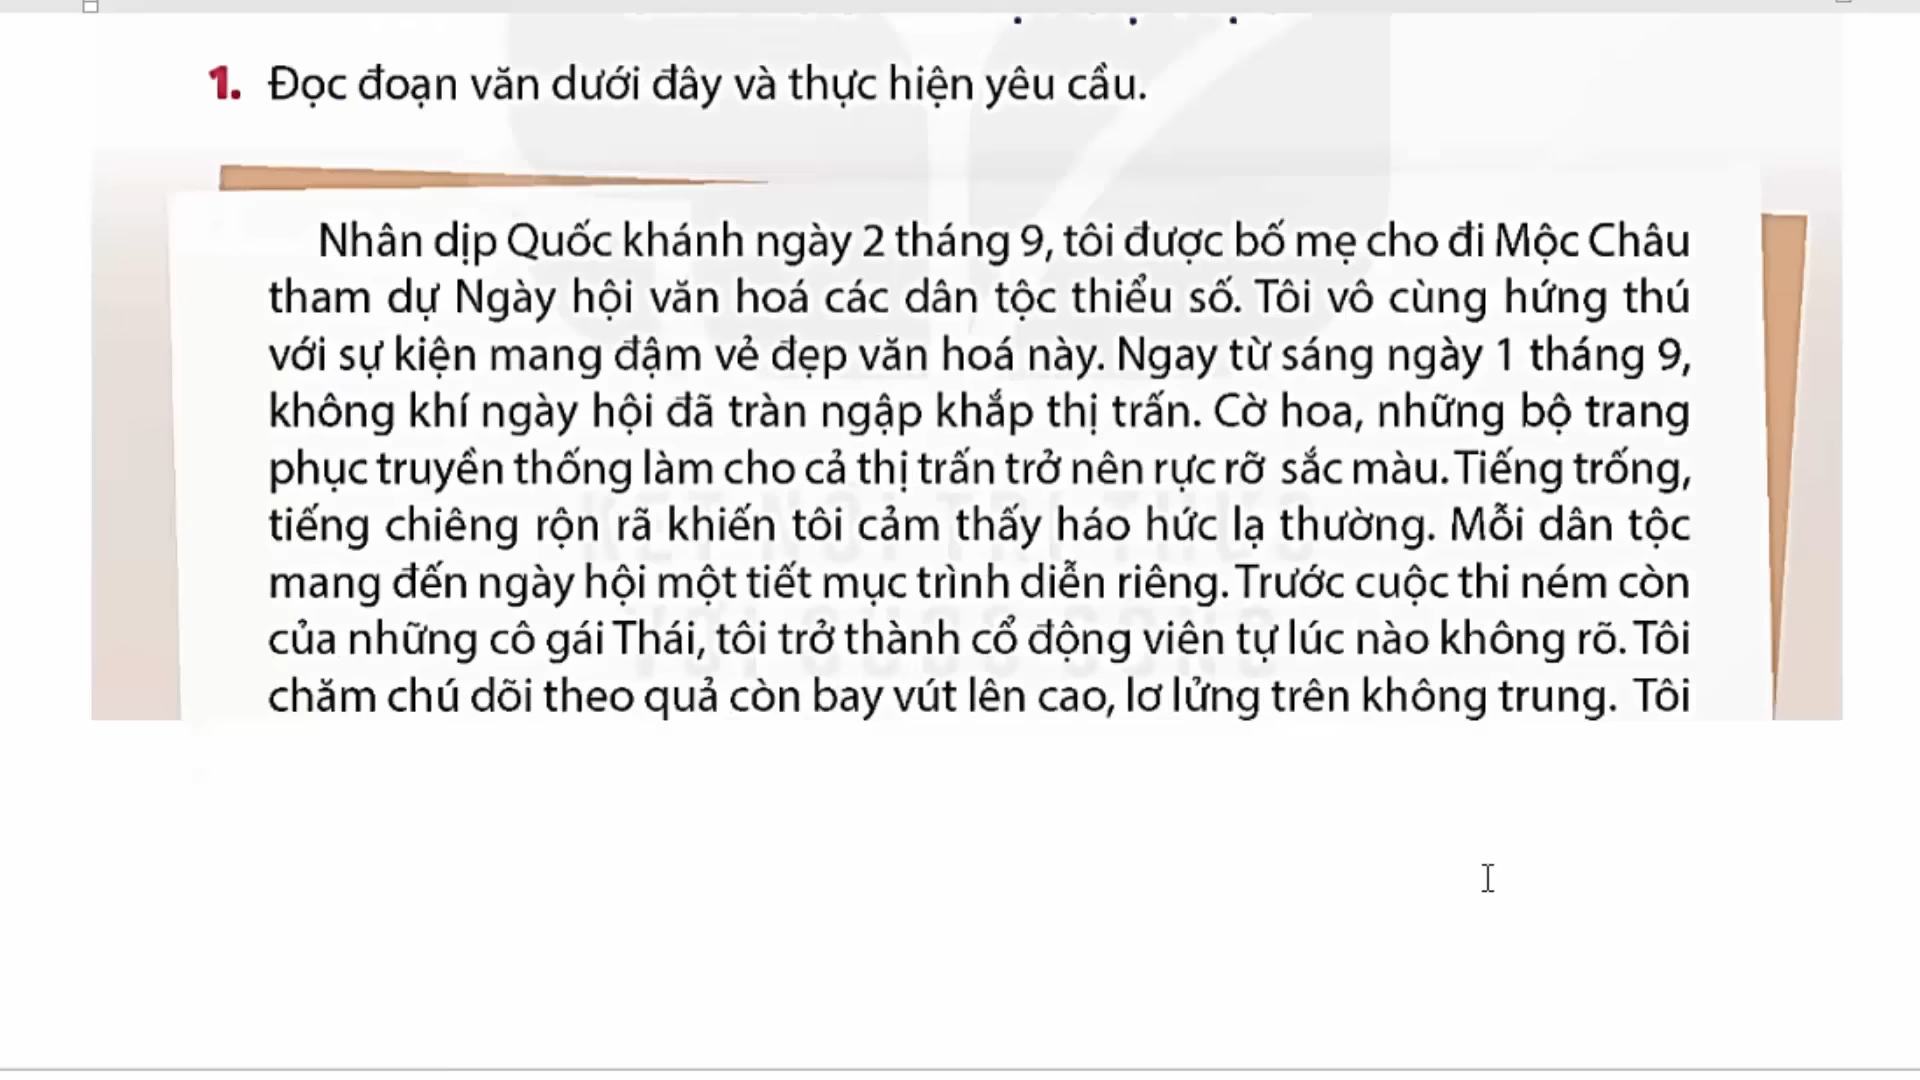 1. Đọc đoạn văn dưới đây và thực hiện yêu cầu.
Nhân dịp Quốc khánh ngày 2 tháng 9, tôi được bố mẹ cho đi Mộc Châu
tham dự Ngày hội văn hoá các dân tộc thiểu số. Tôi vô cùng hứng thú
với sự kiện mang đậm vẻ đẹp văn hoá này. Ngay từ sáng ngày 1 tháng 9,
không khí ngày hội đã tràn ngập khắp thị trấn. Cờ hoa, những bộ trang
phục truyền thống làm cho cả thị trấn trở nên rực rỡ sắc màu. Tiếng trống,
tiếng chiêng rộn rã khiến tôi cảm thấy háo hức lạ thường. Mỗi dân tộc
mang đến ngày hội một tiết mục trình diễn riêng. Trước cuộc thi ném còn
của những cô gái Thái, tôi trở thành cổ động viên tự lúc nào không rõ. Tôi
chăm chú dõi theo quả còn bay vút lên cao, lơ lửng trên không trung. Tôi
KẾT NỐI TRI THỨC
VỚI CUỘC SỐNG